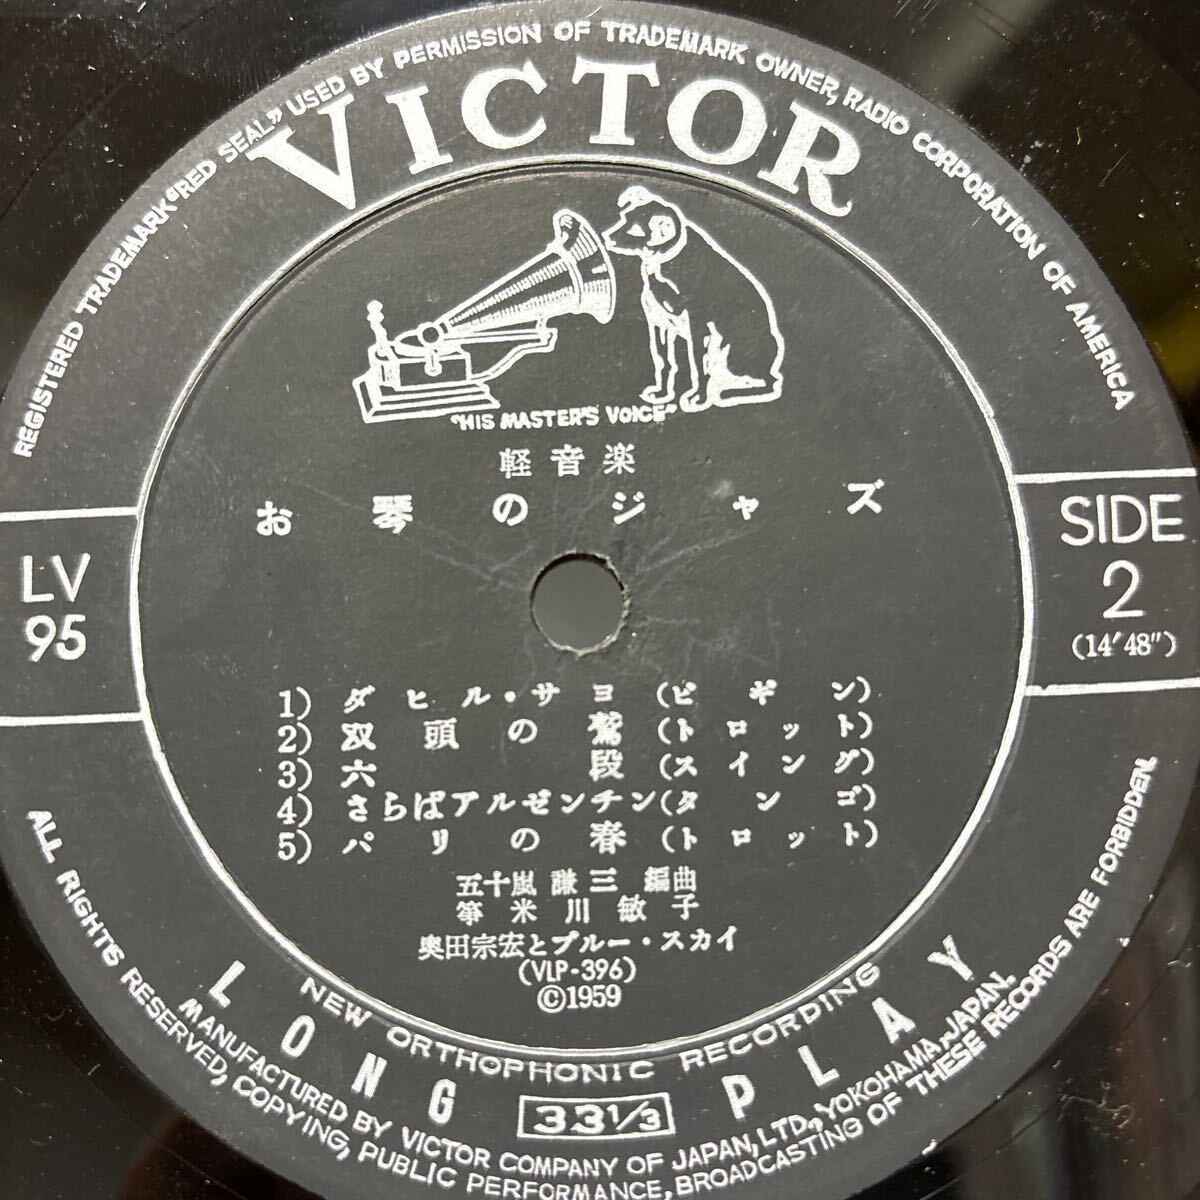 REGISTERED TRADEMARK "RED SEAL" USED BY PERMISSION OF TRADEMARK OWNER, RADIO CORPORATION OF AMERICA
VICTOR
"HIS MASTER'S VOICE"
軽音楽
お琴のジャズ
LV
95
SIDE
2
(14′48″)
1) ダヒル・サヨ(ビギン)
2) 双頭の鷲(トロット)
3) 六段(スイング)
4) さらばアルゼンチン(タンゴ)
5) パリの春(トロット)
五十嵐謙三 編曲
箏 米川敏子
奥田宗宏とブルー・スカイ
(VLP-396)
©1959
NEW ORTHOPHONIC RECORDING
LONG 33 1/3 PLAY
MANUFACTURED BY VICTOR COMPANY OF JAPAN, LTD., YOKOHAMA, JAPAN.
ALL RIGHTS RESERVED, COPYING, PUBLIC PERFORMANCE, BROADCASTING OF THESE RECORDS ARE FORBIDDEN.